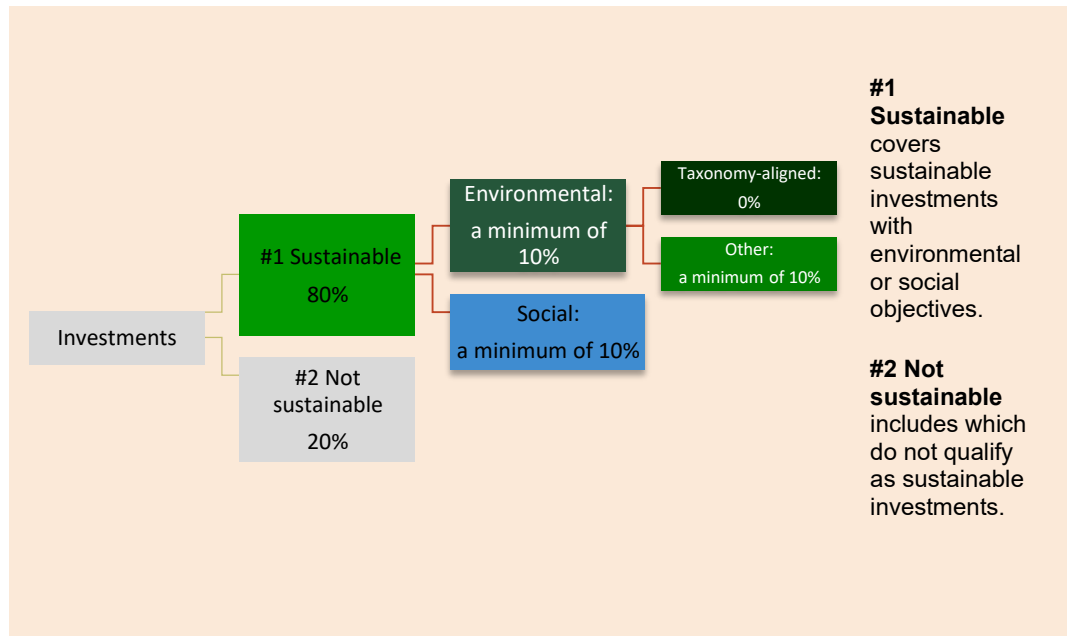 Investments
#1 Sustainable
80%
#2 Not
sustainable
20%
Environmental:
a minimum of
10%
Social:
a minimum of 10%
Taxonomy-aligned:
0%
Other:
a minimum of 10%
#1
Sustainable
covers
sustainable
investments
with
environmental
or social
objectives.
#2 Not
sustainable
includes which
do not qualify
as sustainable
investments.